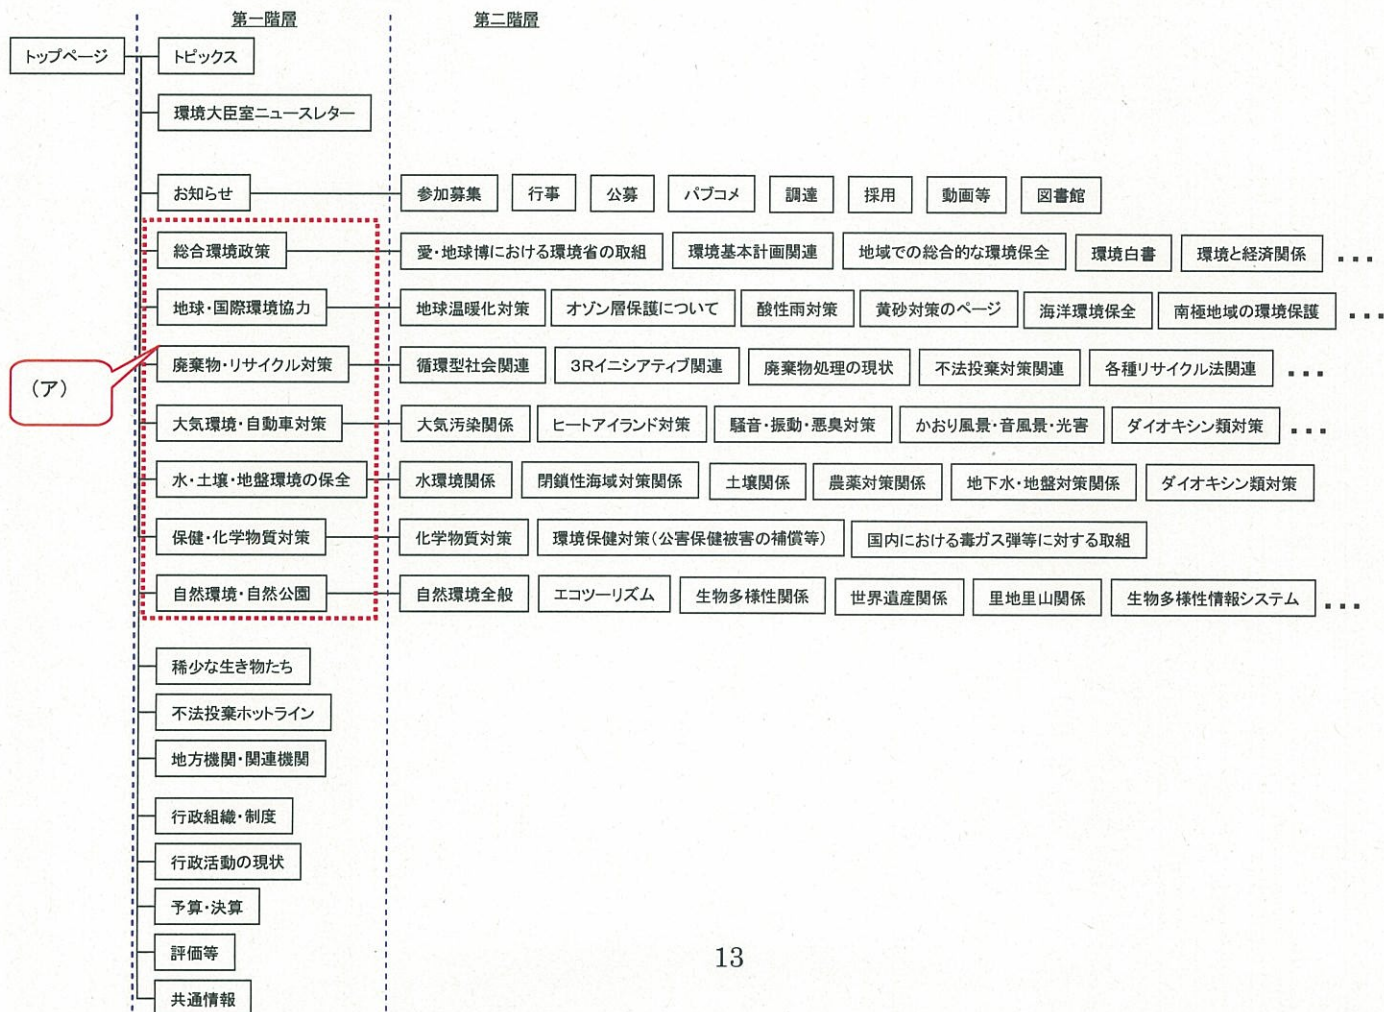 第一階層 第二階層
トップページ トピックス
環境大臣室ニュースレター
お知らせ 参加募集 行事 公募 パブコメ 調達 採用 動画等 図書館
総合環境政策 愛・地球博における環境省の取組 環境基本計画関連 地域での総合的な環境保全 環境白書 環境と経済関係 ・・・
地球・国際環境協力 地球温暖化対策 オゾン層保護について 酸性雨対策 黄砂対策のページ 海洋環境保全 南極地域の環境保護 ・・・
廃棄物・リサイクル対策 循環型社会関連 3Rイニシアティブ関連 廃棄物処理の現状 不法投棄対策関連 各種リサイクル法関連 ・・・
(ア)
大気環境・自動車対策 大気汚染関係 ヒートアイランド対策 騒音・振動・悪臭対策 かおり風景・音風景・光害 ダイオキシン類対策 ・・・
水・土壌・地盤環境の保全 水環境関係 閉鎖性海域対策関係 土壌関係 農薬対策関係 地下水・地盤対策関係 ダイオキシン類対策
保健・化学物質対策 化学物質対策 環境保健対策(公害保健被害の補償等) 国内における毒ガス弾等に対する取組
自然環境・自然公園 自然環境全般 エコツーリズム 生物多様性関係 世界遺産関係 里地里山関係 生物多様性情報システム ・・・
稀少な生き物たち
不法投棄ホットライン
地方機関・関連機関
行政組織・制度
行政活動の現状
予算・決算
評価等
共通情報
13